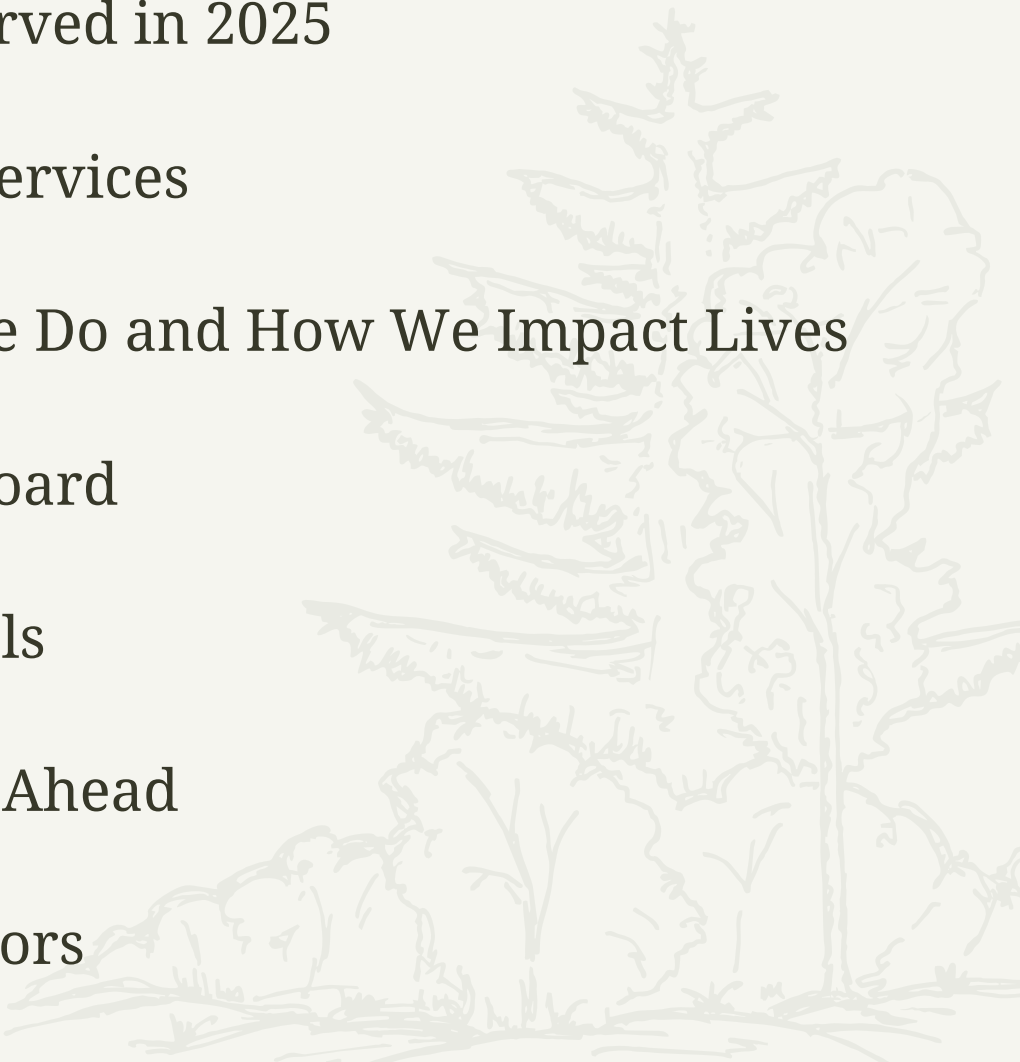 rved in 2025
ervices
e Do and How We Impact Lives
oard
ls
Ahead
ors